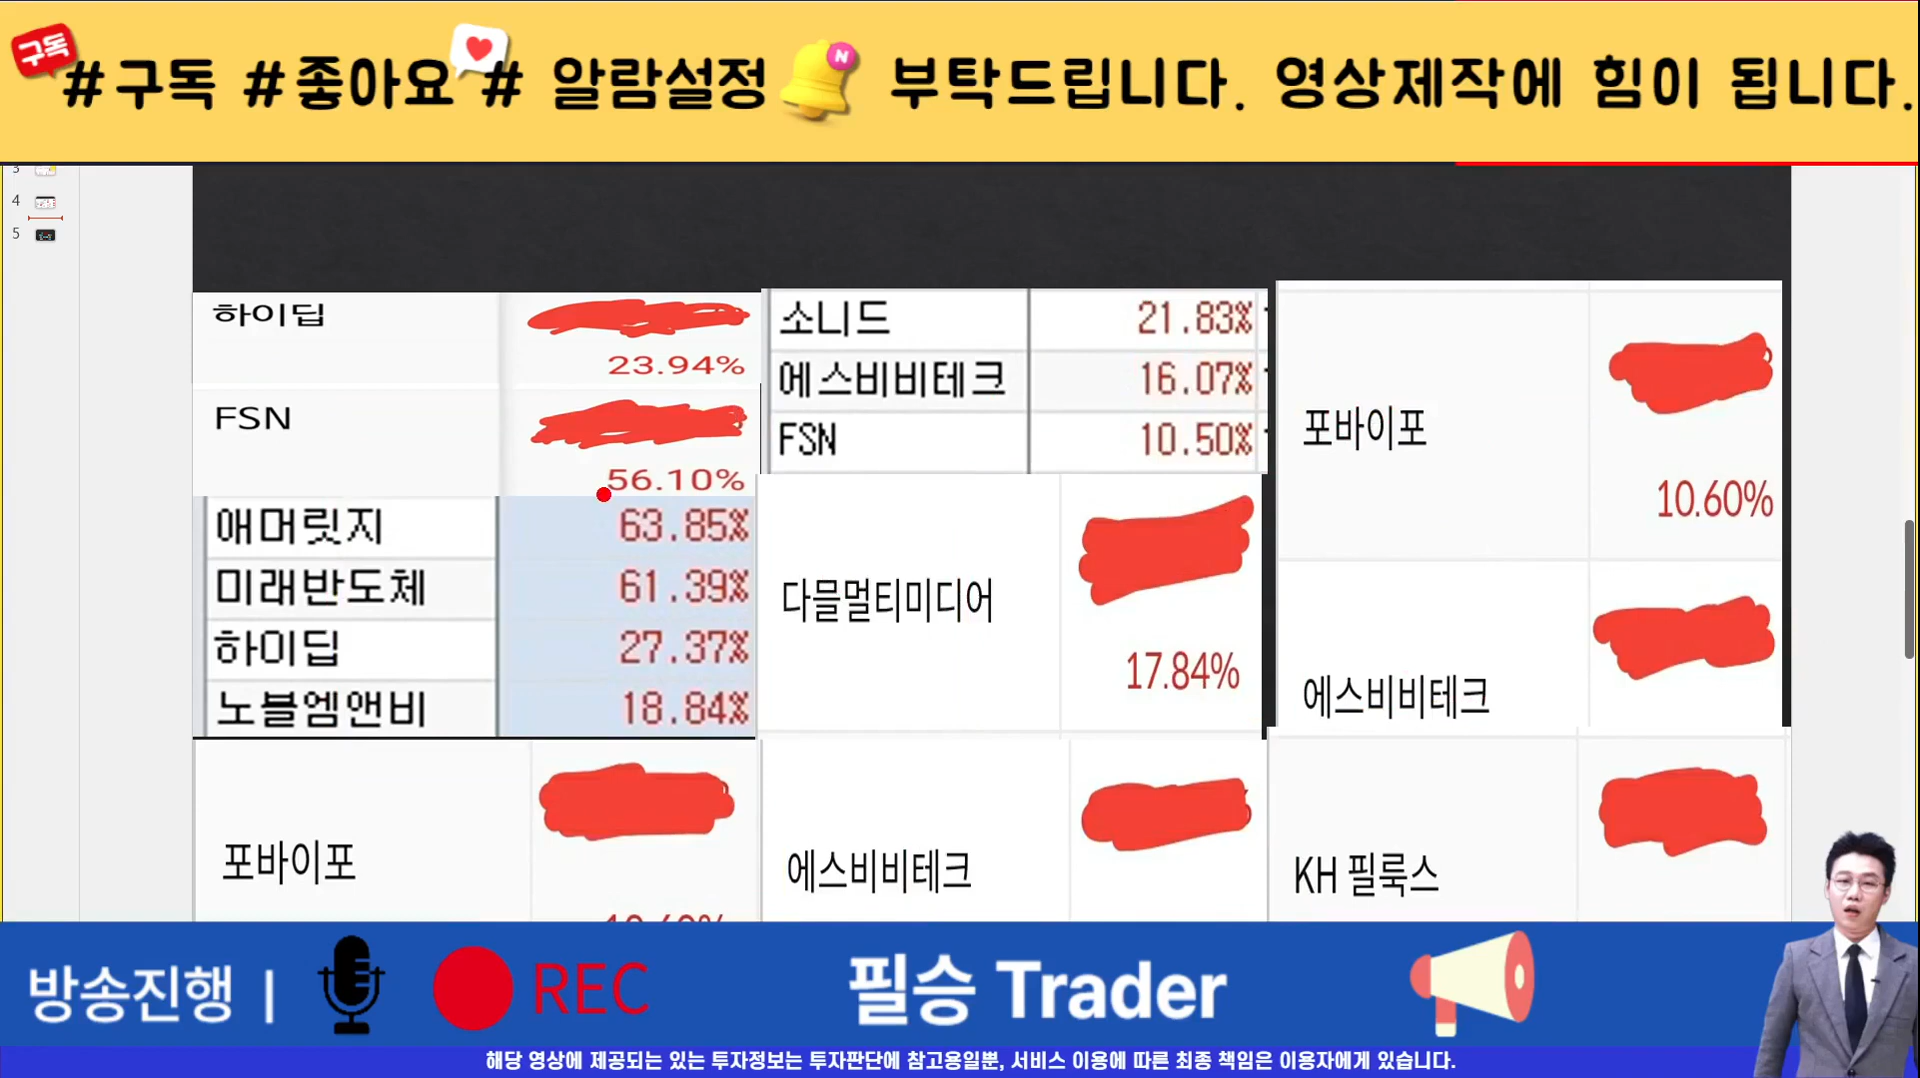 구독
#구독 #좋아요 # 알람설정 N 부탁드립니다. 영상제작에 힘이 됩니다.
3
4
5
하이딥
23.94%
FSN
56.10%
애머릿지 63.85%
미래반도체 61.39%
하이딥 27.37%
노블엠앤비 18.84%
소니드 21.83%
에스비비테크 16.07%
FSN 10.50%
다믈멀티미디어
17.84%
포바이포
10.60%
에스비비테크
포바이포
에스비비테크
KH 필룩스
방송진행 | REC 필승 Trader
해당 영상에 제공되는 있는 투자정보는 투자판단에 참고용일뿐, 서비스 이용에 따른 최종 책임은 이용자에게 있습니다.